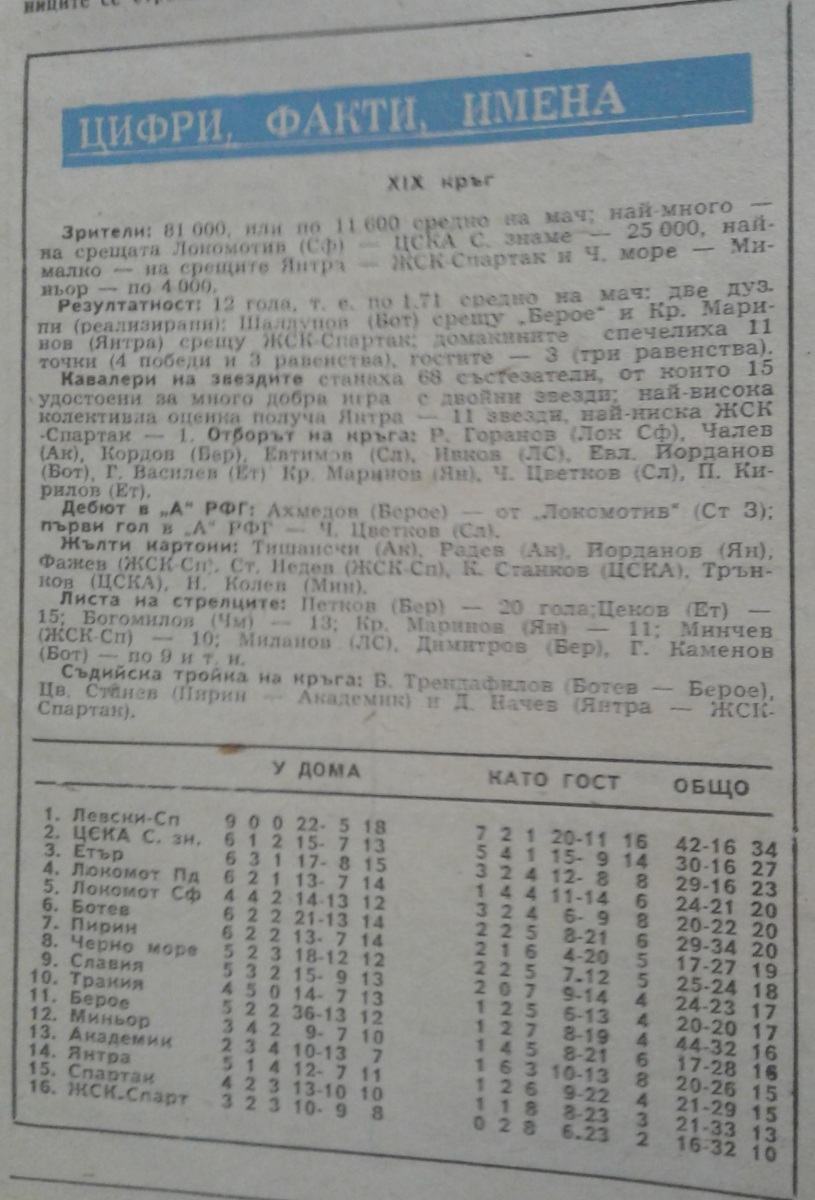 ЦИФРИ, ФАКТИ, ИМЕНА
XIX кръг
Зрители: 81 000, или по 11 600 средно на мач; най-много —
на срещата Локомотив (Сф) — ЦСКА С. знаме — 25 000, най-
малко — на срещите Янтра — ЖСК-Спартак и Ч. море — Ми-
ньор — по 4 000.
Резултатност: 12 гола, т. е. по 1,71 средно на мач; две дуз-
пи (реализирани): Шалдупов (Бот) срещу „Берое" и Кр. Мари-
нов (Янтра) срещу ЖСК-Спартак; домакините спечелиха 11
точки (4 победи и 3 равенства), гостите — 3 (три равенства).
Кавалери на звездите станаха 68 състезатели, от които 15
удостоени за много добра игра с двойни звезди; най-висока
колективна оценка получа Янтра — 11 звезди, най-ниска ЖСК
-Спартак — 1. Отборът на кръга: Р. Горанов (Лок Сф), Чалев
(Ак), Кордов (Бер), Евтимов (Сл), Ивков (ЛС), Евл. Йорданов
(Бот), Г. Василев (Ет) Кр. Маринов (Ян), Ч. Цветков (Сл), П. Ки-
рилов (Ет).
Дебют в „А" РФГ: Ахмедов (Берое) — от „Локомотив" (Ст З);
първи гол в „А" РФГ — Ч. Цветков (Сл).
Жълти картони: Тишански (Ак), Радев (Ак), Йорданов (Ян),
Фажев (ЖСК-Сп). Ст. Недев (ЖСК-Сп), К. Станков (ЦСКА), Трън-
ков (ЦСКА), Н. Колев (Мин).
Листа на стрелците: Петков (Бер) — 20 гола;Цеков (Ет) —
15; Богомилов (Чм) — 13; Кр. Маринов (Ян) — 11; Минчев
(ЖСК-Сп) — 10; Миланов (ЛС), Димитров (Бер), Г. Каменов
(Бот) — по 9 и т. н.
Съдийска тройка на кръга: В. Трендафилов (Ботев — Берое),
Цв. Станев (Пирин — Академик) и Д. Начев (Янтра — ЖСК-
Спартак).
У ДОМА КАТО ГОСТ ОБЩО
1. Левски-Сп 9 0 0 22- 5 18 7 2 1 20-11 16 42-16 34
2. ЦСКА С. зн. 6 1 2 15- 7 13 5 4 1 15- 9 14 30-16 27
3. Етър 6 3 1 17- 8 15 3 2 4 12- 8 8 29-16 23
4. Локомот Пд 6 2 1 13- 7 14 1 4 4 11-14 6 24-21 20
5. Локомот Сф 4 4 2 14-13 12 3 2 4 6- 9 8 20-22 20
6. Ботев 6 2 2 21-13 14 2 2 5 8-21 6 29-34 20
7. Пирин 6 2 2 13- 7 14 2 1 6 4-20 5 17-27 19
8. Черно море 5 2 3 18-12 12 2 2 5 7-12 5 25-24 18
9. Славия 5 3 2 15- 9 13 2 0 7 9-14 4 24-23 17
10. Тракия 4 5 0 14- 7 13 1 2 5 6-13 4 20-20 17
11. Берое 5 2 2 36-13 12 1 2 7 8-19 4 44-32 16
12. Миньор 3 4 2 9- 7 10 1 4 5 8-21 6 17-28 16
13. Академик 2 3 4 10-13 7 1 6 3 10-13 8 20-26 15
14. Янтра 5 1 4 12- 7 11 1 2 6 9-22 4 21-29 15
15. Спартак 4 2 3 13-10 10 1 1 8 8-23 3 21-33 13
16. ЖСК-Спарт 3 2 3 10- 9 8 0 2 8 6.23 2 16-32 10